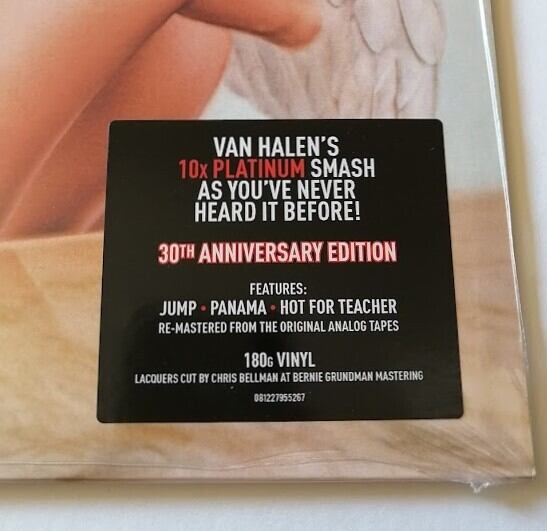 VAN HALEN'S
10x PLATINUM SMASH
AS YOU'VE NEVER
HEARD IT BEFORE!
30TH ANNIVERSARY EDITION
FEATURES:
JUMP • PANAMA • HOT FOR TEACHER
RE-MASTERED FROM THE ORIGINAL ANALOG TAPES
180G VINYL
LACQUERS CUT BY CHRIS BELLMAN AT BERNIE GRUNDMAN MASTERING
081227955267